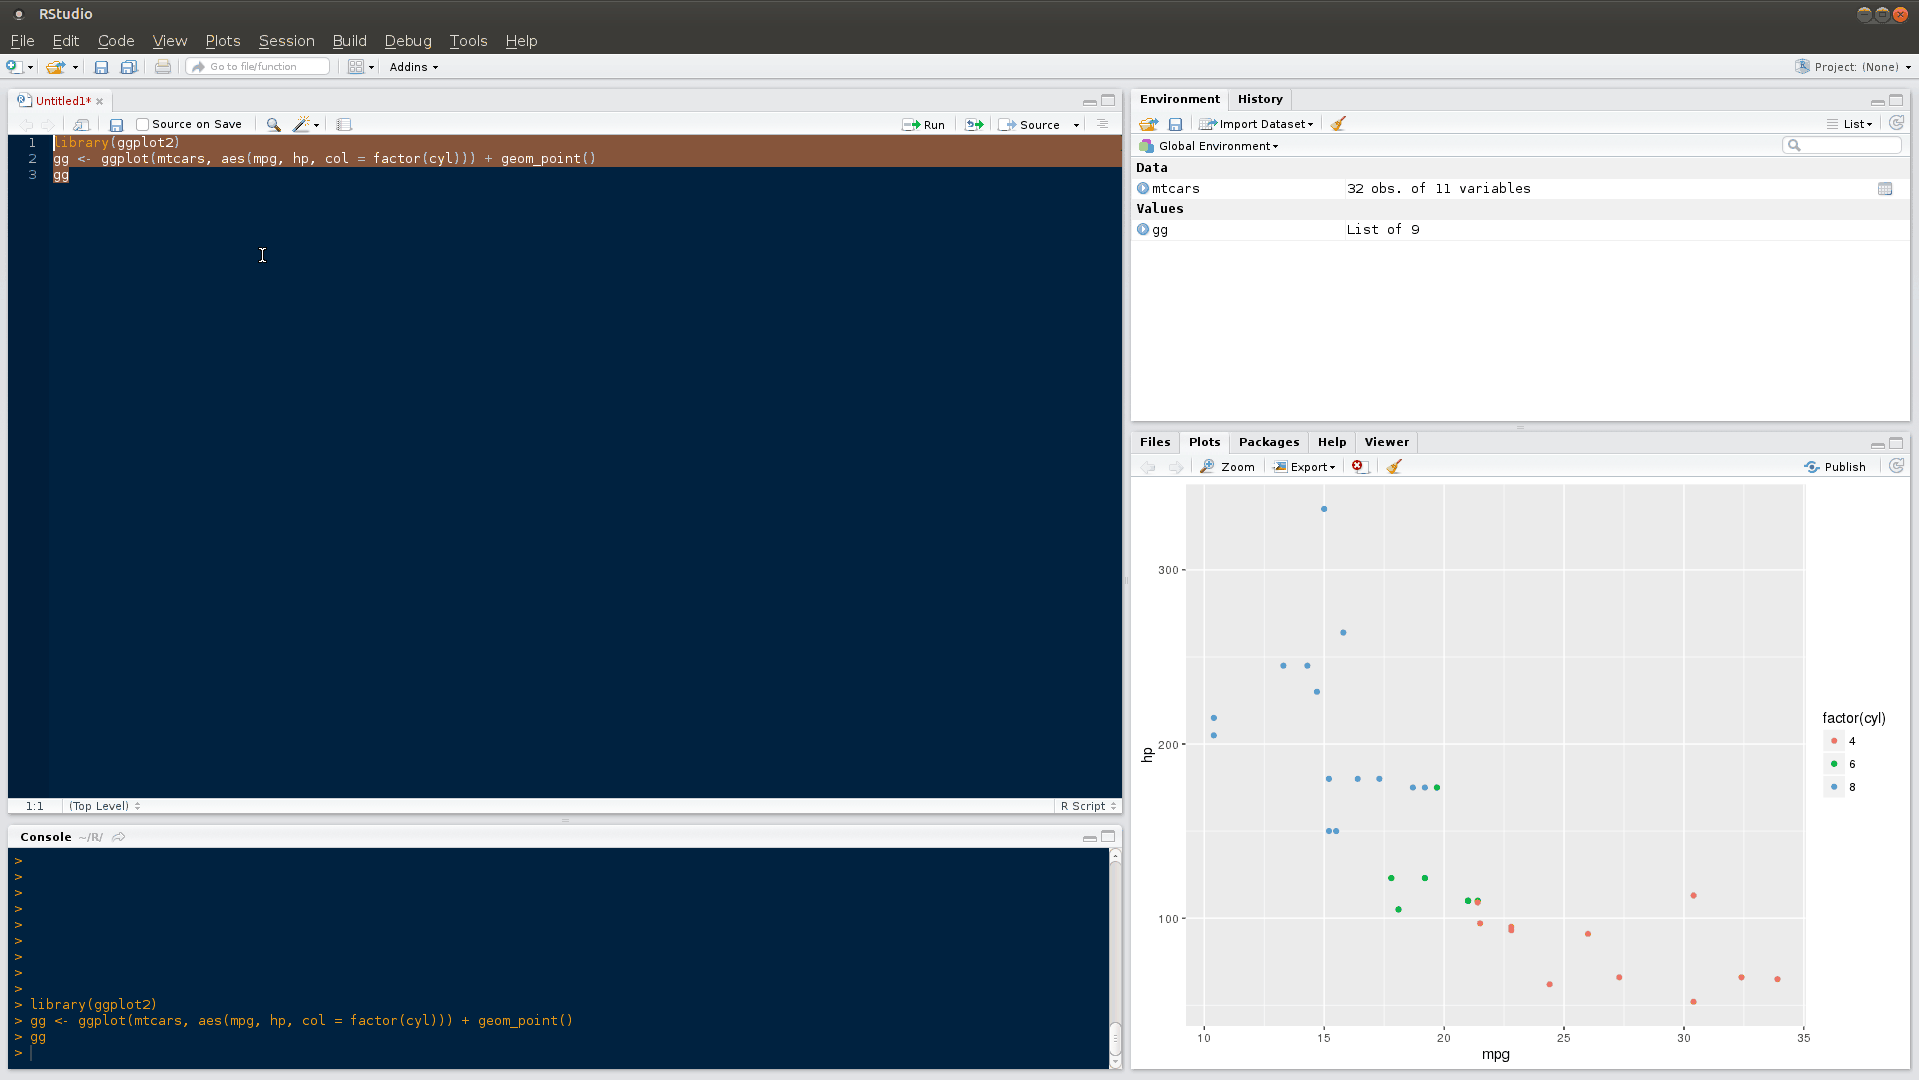 RStudio
File Edit Code View Plots Session Build Debug Tools Help
Go to file/function Addins Project: (None)
Untitled1*
Source on Save Run Source
1 library(ggplot2)
2 gg <- ggplot(mtcars, aes(mpg, hp, col = factor(cyl))) + geom_point()
3 gg
1:1 (Top Level) R Script
Console ~/R/
>
>
>
>
>
>
>
>
>
> library(ggplot2)
> gg <- ggplot(mtcars, aes(mpg, hp, col = factor(cyl))) + geom_point()
> gg
>
Environment History
Import Dataset List
Global Environment
Data
mtcars 32 obs. of 11 variables
Values
gg List of 9
Files Plots Packages Help Viewer
Zoom Export Publish
300
200
100
hp
10 15 20 25 30 35
mpg
factor(cyl)
4
6
8